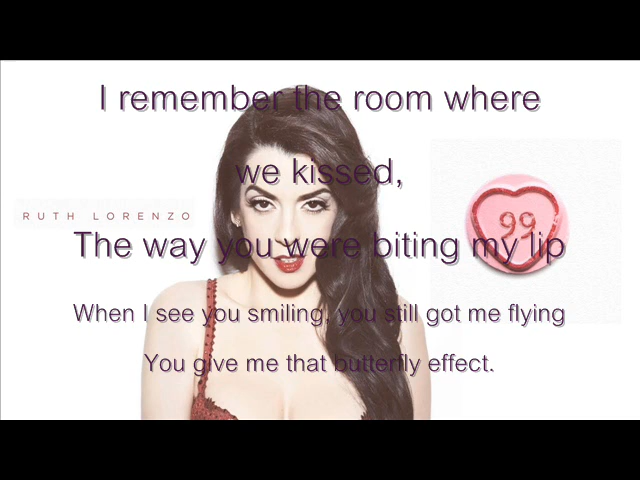 I remember the room where
we kissed,
RUTH LORENZO
99
The way you were biting my lip
When I see you smiling, you still got me flying
You give me that butterfly effect.